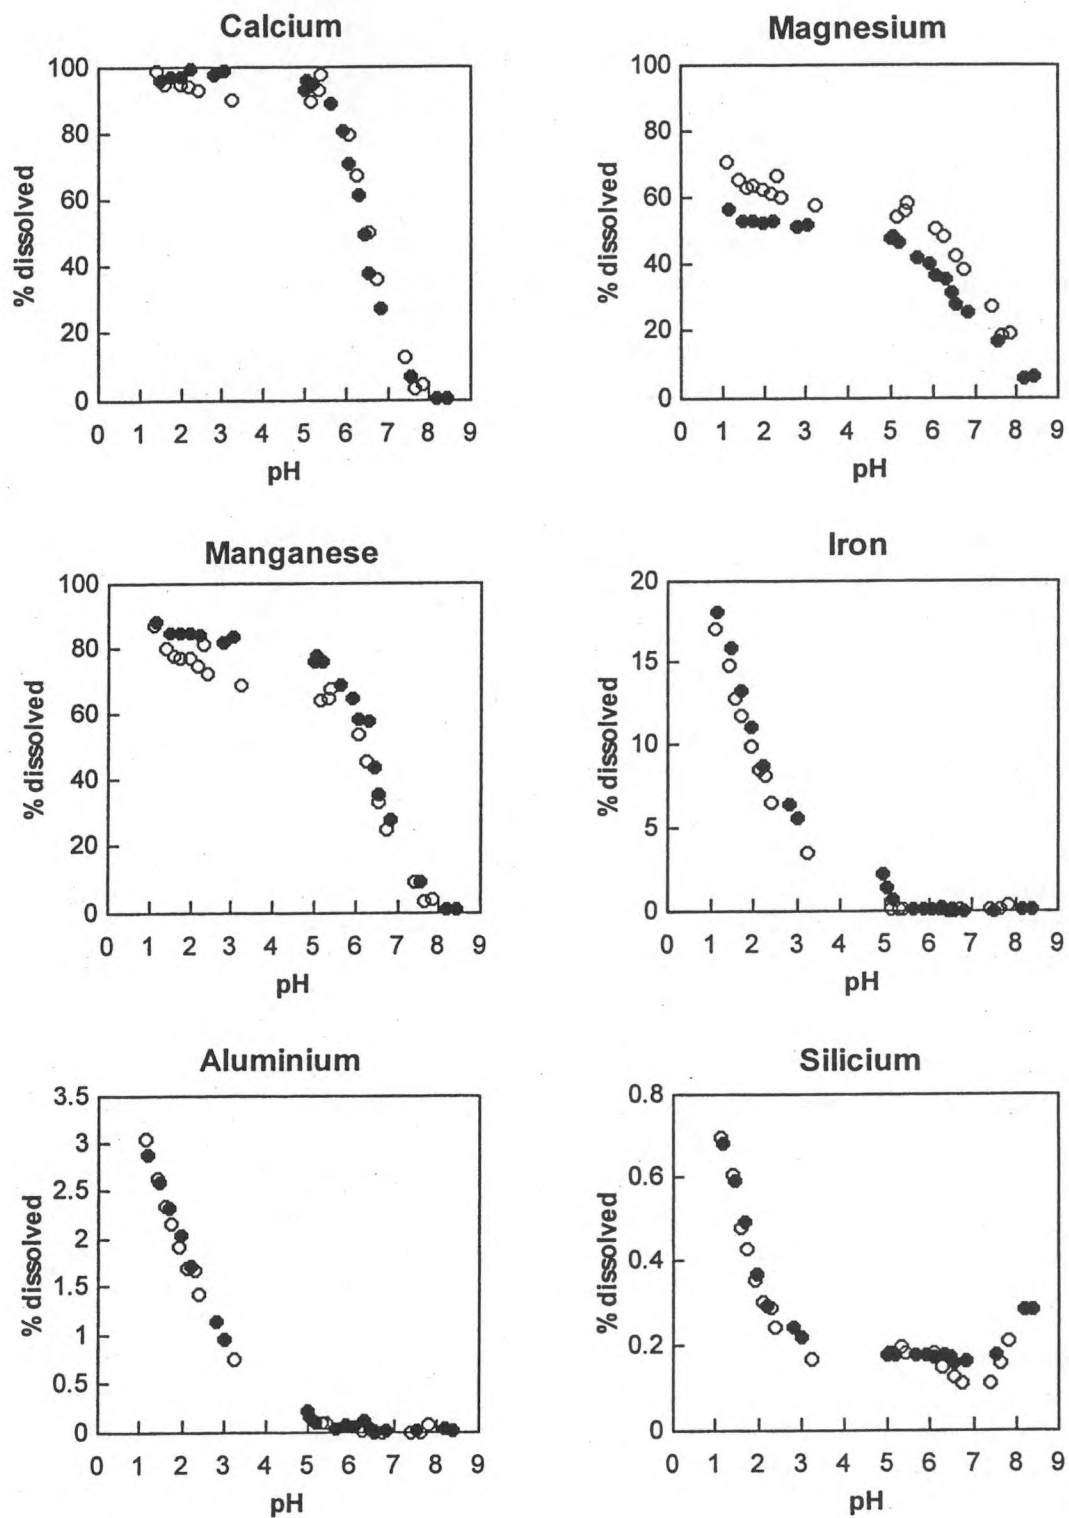 Calcium
100
80
60
40
20
0
% dissolved
0 1 2 3 4 5 6 7 8 9
pH
Magnesium
100
80
60
40
20
0
% dissolved
0 1 2 3 4 5 6 7 8 9
pH
Manganese
100
80
60
40
20
0
% dissolved
0 1 2 3 4 5 6 7 8 9
pH
Iron
20
15
10
5
0
% dissolved
0 1 2 3 4 5 6 7 8 9
pH
Aluminium
3.5
3
2.5
2
1.5
1
0.5
0
% dissolved
0 1 2 3 4 5 6 7 8 9
pH
Silicium
0.8
0.6
0.4
0.2
0
% dissolved
0 1 2 3 4 5 6 7 8 9
pH